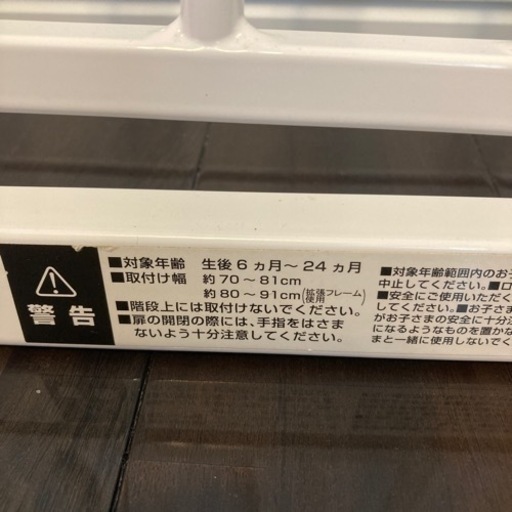 警告
■対象年齢 生後6ヵ月～24ヵ月
■取付け幅 約70～81cm
約80～91cm(拡張フレーム使用)
■階段上には取付けないでください。
■扉の開閉の際には、手指をはさま
ないよう十分注意してください。
■対象年齢範囲内のお子
中止してください。■ロ
■安全にご使用いただく
してください。■お子さま
がお子さまの安全に十分注
になるようなものを置かな
まと一緒に使用しないでく